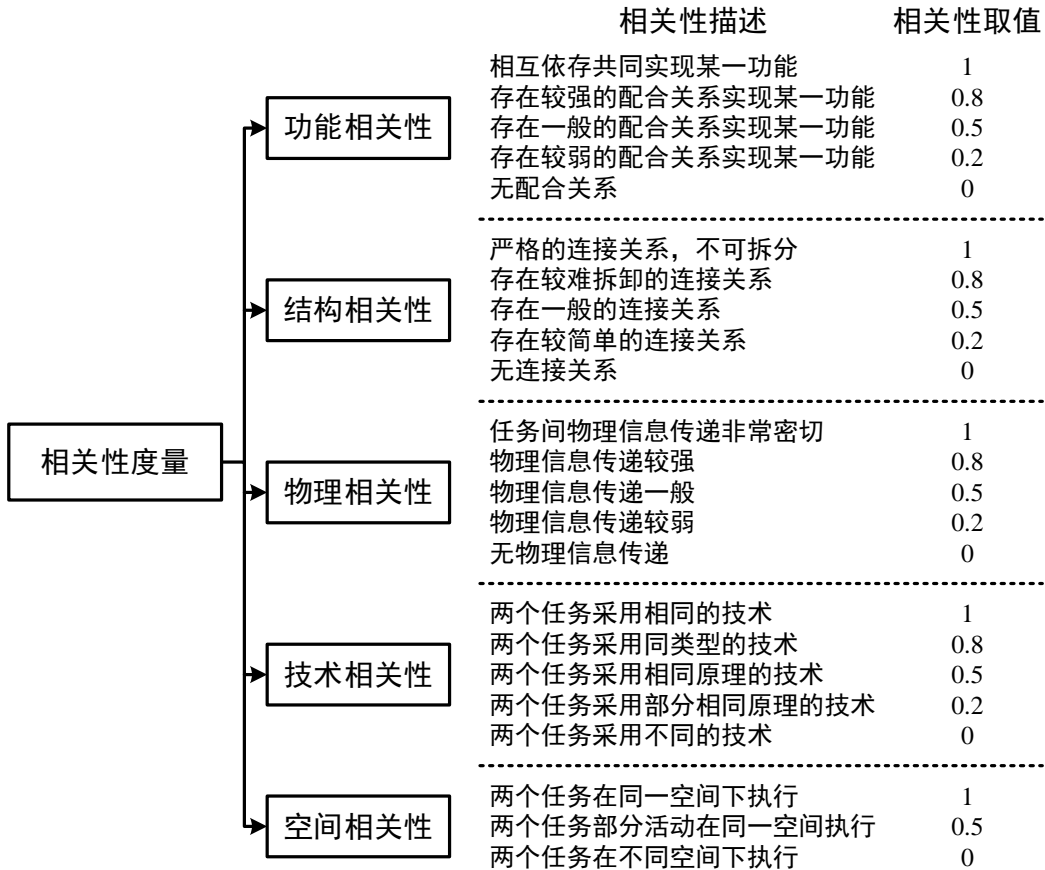 相关性描述 相关性取值
相互依存共同实现某一功能 1
存在较强的配合关系实现某一功能 0.8
功能相关性
存在一般的配合关系实现某一功能 0.5
存在较弱的配合关系实现某一功能 0.2
无配合关系 0
严格的连接关系，不可拆分 1
存在较难拆卸的连接关系 0.8
结构相关性
存在一般的连接关系 0.5
存在较简单的连接关系 0.2
无连接关系 0
相关性度量
任务间物理信息传递非常密切 1
物理信息传递较强 0.8
物理相关性
物理信息传递一般 0.5
物理信息传递较弱 0.2
无物理信息传递 0
两个任务采用相同的技术 1
两个任务采用同类型的技术 0.8
技术相关性
两个任务采用相同原理的技术 0.5
两个任务采用部分相同原理的技术 0.2
两个任务采用不同的技术 0
两个任务在同一空间下执行 1
空间相关性
两个任务部分活动在同一空间执行 0.5
两个任务在不同空间下执行 0